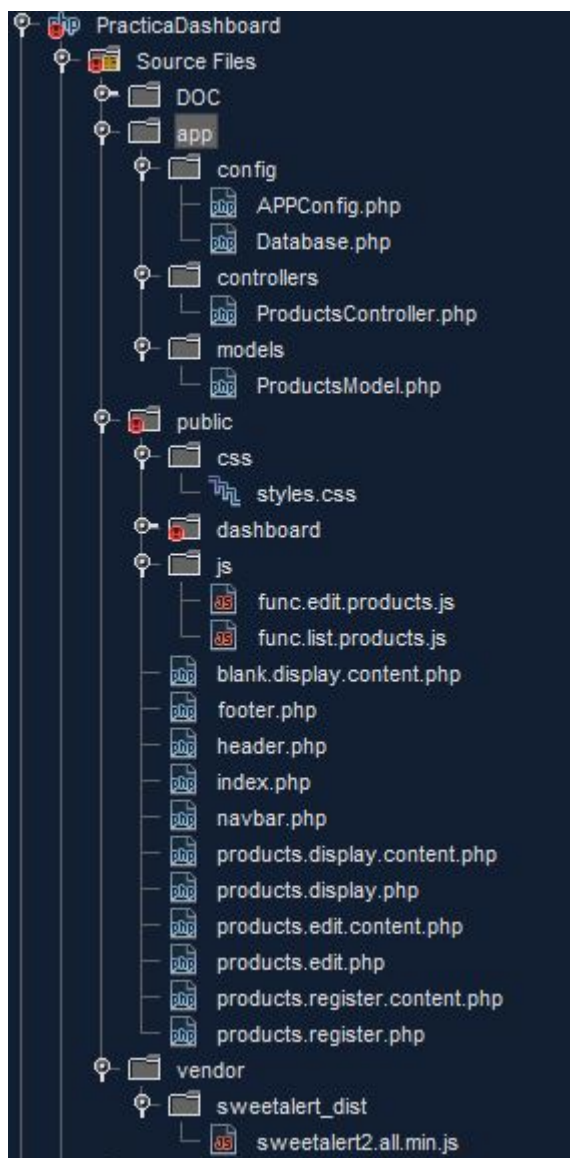 PracticaDashboard
Source Files
DOC
app
config
APPConfig.php
Database.php
controllers
ProductsController.php
models
ProductsModel.php
public
css
styles.css
dashboard
js
func.edit.products.js
func.list.products.js
blank.display.content.php
footer.php
header.php
index.php
navbar.php
products.display.content.php
products.display.php
products.edit.content.php
products.edit.php
products.register.content.php
products.register.php
vendor
sweetalert_dist
sweetalert2.all.min.js